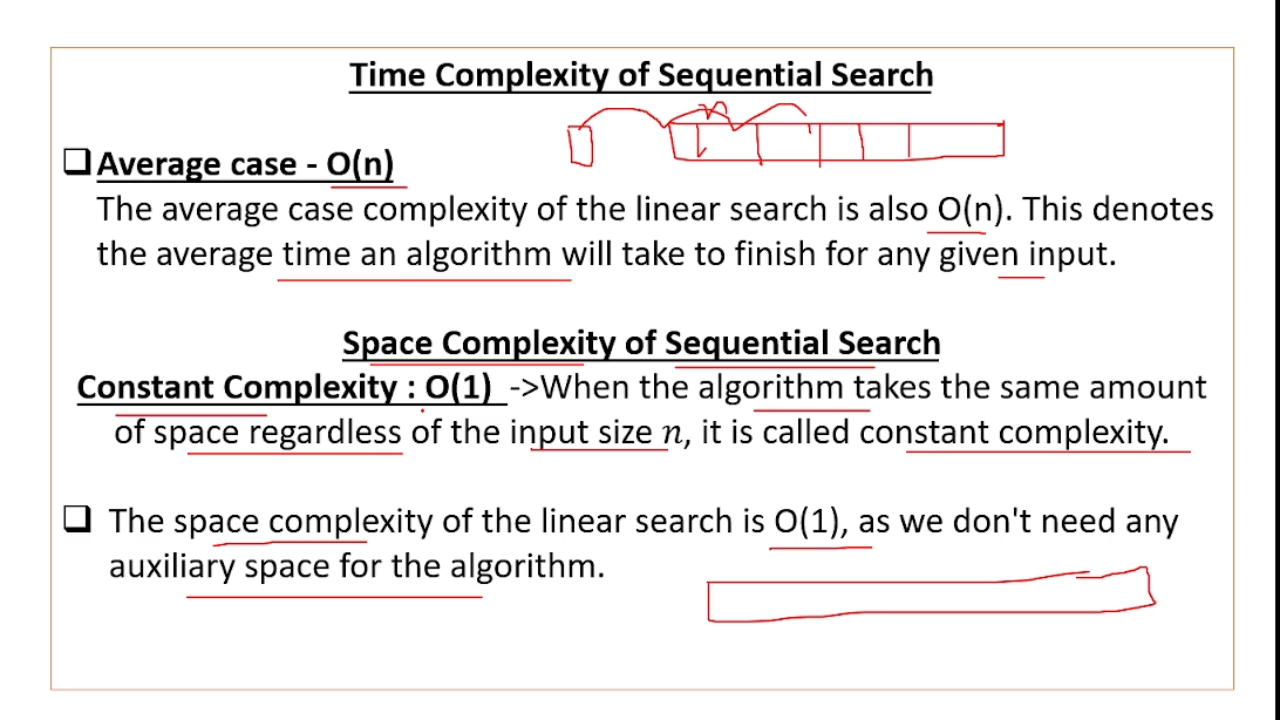 Time Complexity of Sequential Search
n
❑Average case - O(n)
The average case complexity of the linear search is also O(n). This denotes
the average time an algorithm will take to finish for any given input.
Space Complexity of Sequential Search
Constant Complexity : O(1) ->When the algorithm takes the same amount
of space regardless of the input size n, it is called constant complexity.
❑ The space complexity of the linear search is O(1), as we don't need any
auxiliary space for the algorithm.